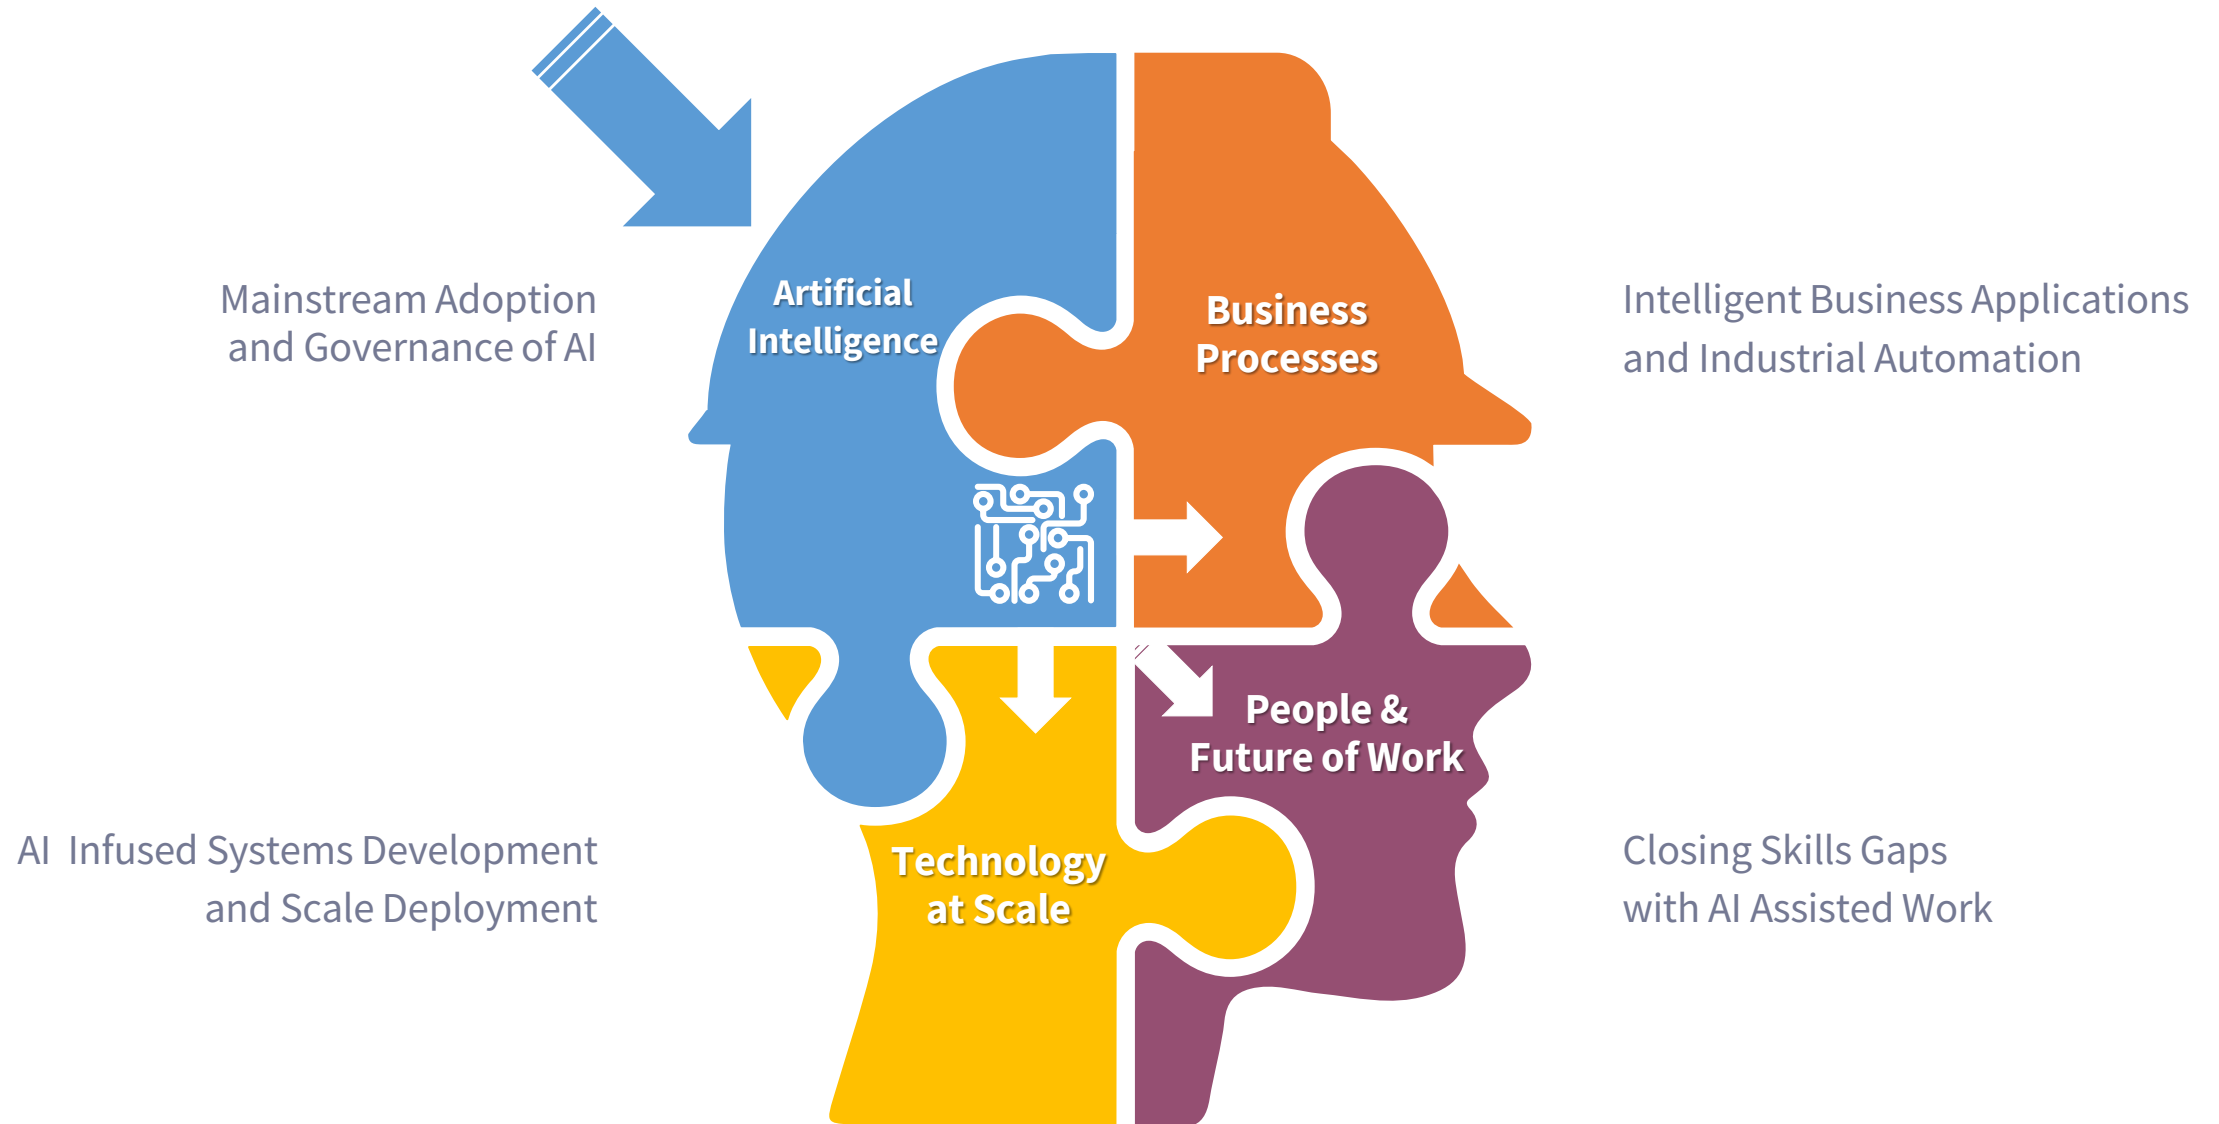 Mainstream Adoption
and Governance of AI
Artificial
Intelligence
Business
Processes
Intelligent Business Applications
and Industrial Automation
AI  Infused Systems Development
and Scale Deployment
Technology
at Scale
People &
Future of Work
Closing Skills Gaps
with AI Assisted Work